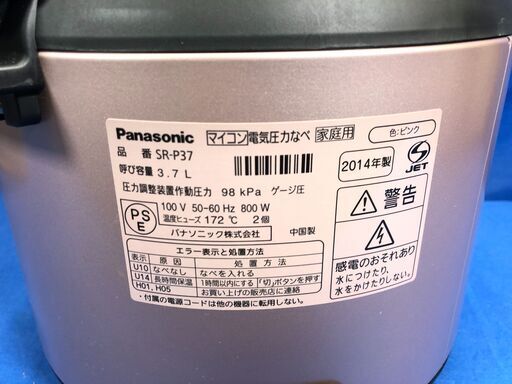 Panasonic マイコン 電気圧力なべ 家庭用
色:ピンク
品 番 SR-P37
2014年製
S JET
呼び容量 3.7 L
圧力調整装置作動圧力 98 kPa ゲージ圧
PS E
100 V 50-60 Hz 800 W
温度ヒューズ 172 ℃ 2個
パナソニック株式会社 中国製
エラー表示と処置方法
表示 原因 処置方法
U10 なべなし なべを入れる
U14 長時間保温 1時間以内にする/「切」ボタンを押す
H01, H05 お買い上げの販売店に連絡
・付属の電源コードは他の機器に転用しない。
警告
感電のおそれあり
水につけたり、
水をかけたりしない